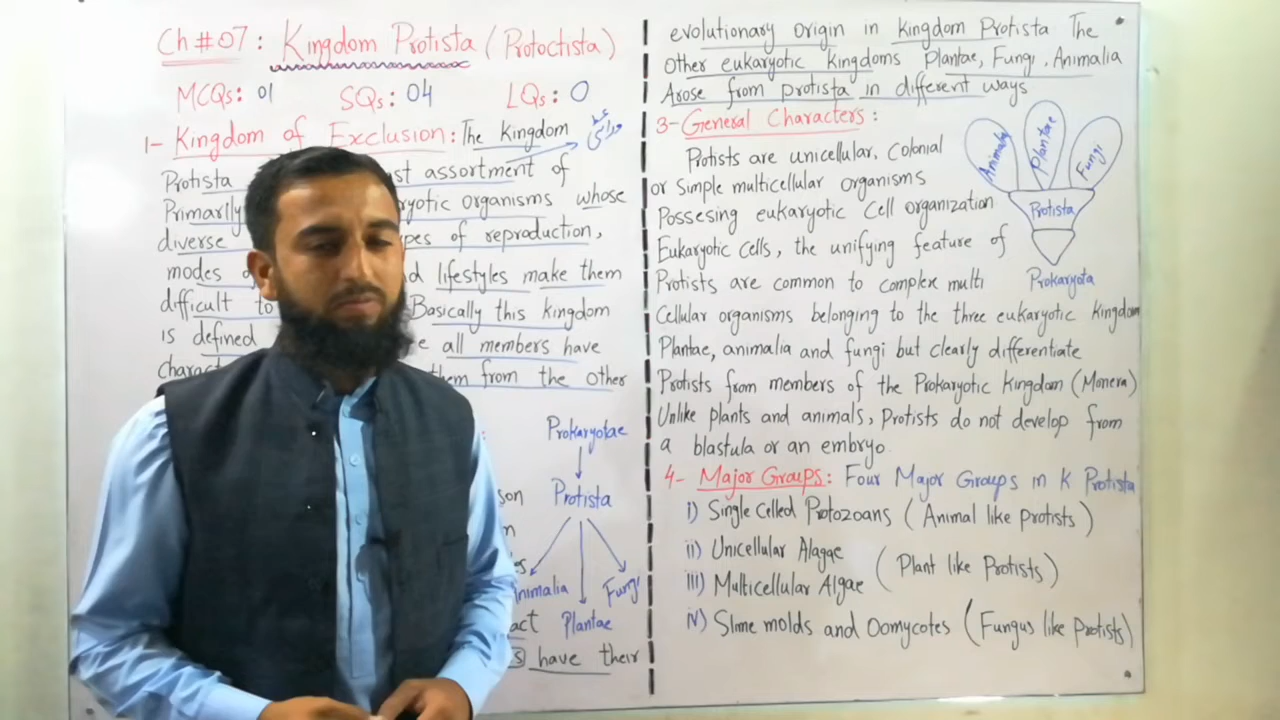 Ch # 07: Kingdom Protista (Protoctista)
MCQs: 01 SQs: 04 LQs: 0
1- Kingdom of Exclusion: The kingdom
Protista st assortment of
Primarily yotic organisms whose
diverse pes of reproduction,
modes d lifestyles make them
difficult to Basically this kingdom
is defined all members have
charact them from the other
Prokaryotae
Protista
son
Animalia
Fungi
act Plantae
have their
evolutionary origin in kingdom Protista The
Other eukaryotic kingdoms Plantae, Fungi, Animalia
Arose from protista in different ways
3- General Characters:
Protists are unicellular, Colonial
or Simple multicellular organisms
Possesing eukaryotic Cell organization
Eukaryotic cells, the unifying feature of
Protists are common to complex multi
Cellular organisms belonging to the three eukaryotic kingdom
Plantae, animalia and fungi but clearly differentiate
Protists from members of the Prokaryotic Kingdom (Monera)
Unlike plants and animals, Protists do not develop from
a blastula or an embryo.
Animalia
Plantae
Fungi
Protista
Prokaryota
4- Major Groups: Four Major Groups in K Protista
i) Single Celled Protozoans (Animal like protists)
ii) Unicellular Alagae
(Plant like Protists)
iii) Multicellular Algae
iv) Slime molds and Oomycotes (Fungus like Protists)